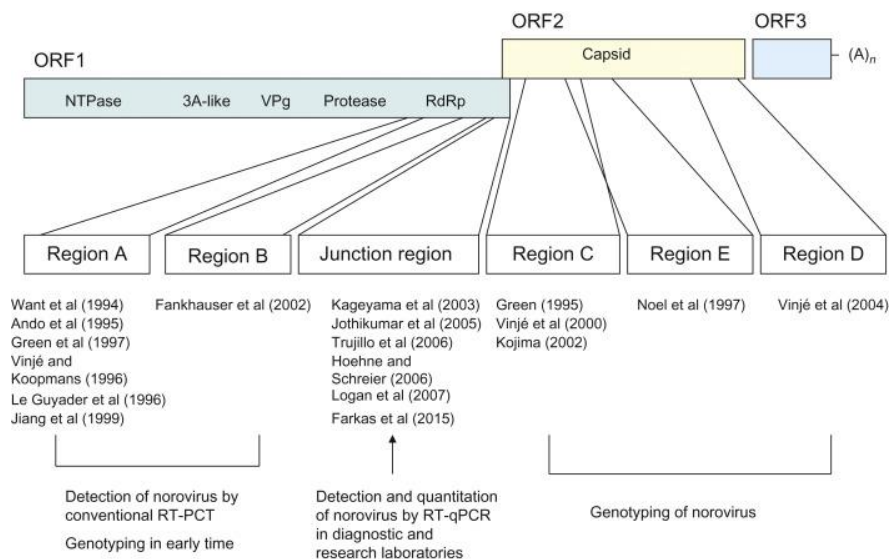 ORF2
ORF3
ORF1
Capsid
(A)n
NTPase
3A-like
VPg
Protease
RdRp
Region A
Region B
Junction region
Region C
Region E
Region D
Want et al (1994)
Ando et al (1995)
Green et al (1997)
Vinjé and
Koopmans (1996)
Le Guyader et al (1996)
Jiang et al (1999)
Fankhauser et al (2002)
Kageyama et al (2003)
Jothikumar et al (2005)
Trujillo et al (2006)
Hoehne and
Schreier (2006)
Logan et al (2007)
Farkas et al (2015)
Green (1995)
Vinjé et al (2000)
Kojima (2002)
Noel et al (1997)
Vinjé et al (2004)
Detection of norovirus by
conventional RT-PCT
Genotyping in early time
Detection and quantitation
of norovirus by RT-qPCR
in diagnostic and
research laboratories
Genotyping of norovirus